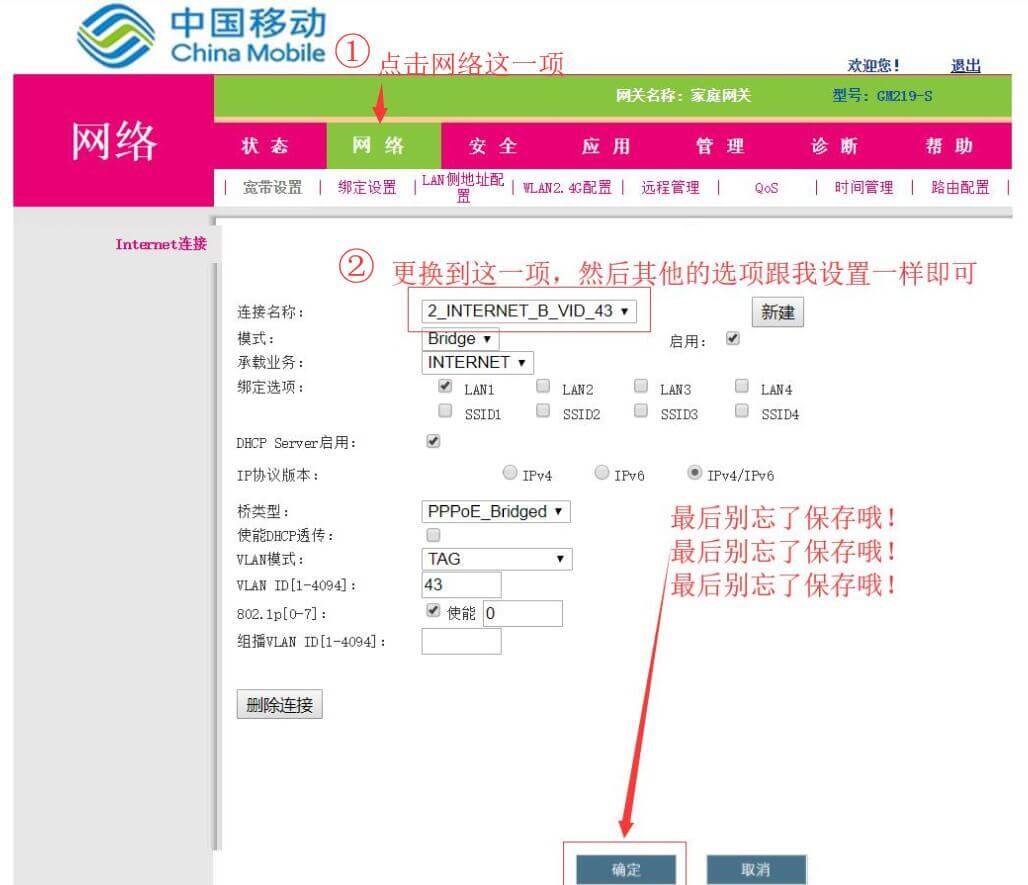 中国移动
China Mobile
① 点击网络这一项
欢迎您！ 退出
网关名称：家庭网关 型号：GM219-S
网络
状态 网络 安全 应用 管理 诊断 帮助
宽带设置 绑定设置 LAN侧地址配置 WLAN2.4G配置 远程管理 QoS 时间管理 路由配置
Internet连接
② 更换到这一项，然后其他的选项跟我设置一样即可
连接名称： 2_INTERNET_B_VID_43 新建
模式： Bridge 启用：
承载业务： INTERNET
绑定选项： LAN1 LAN2 LAN3 LAN4
SSID1 SSID2 SSID3 SSID4
DHCP Server启用：
IP协议版本： IPv4 IPv6 IPv4/IPv6
桥类型： PPPoE_Bridged
最后别忘了保存哦！
使能DHCP透传：
最后别忘了保存哦！
VLAN模式： TAG
VLAN ID[1-4094]： 43
最后别忘了保存哦！
802.1p[0-7]： 使能 0
组播VLAN ID[1-4094]：
删除连接
确定 取消